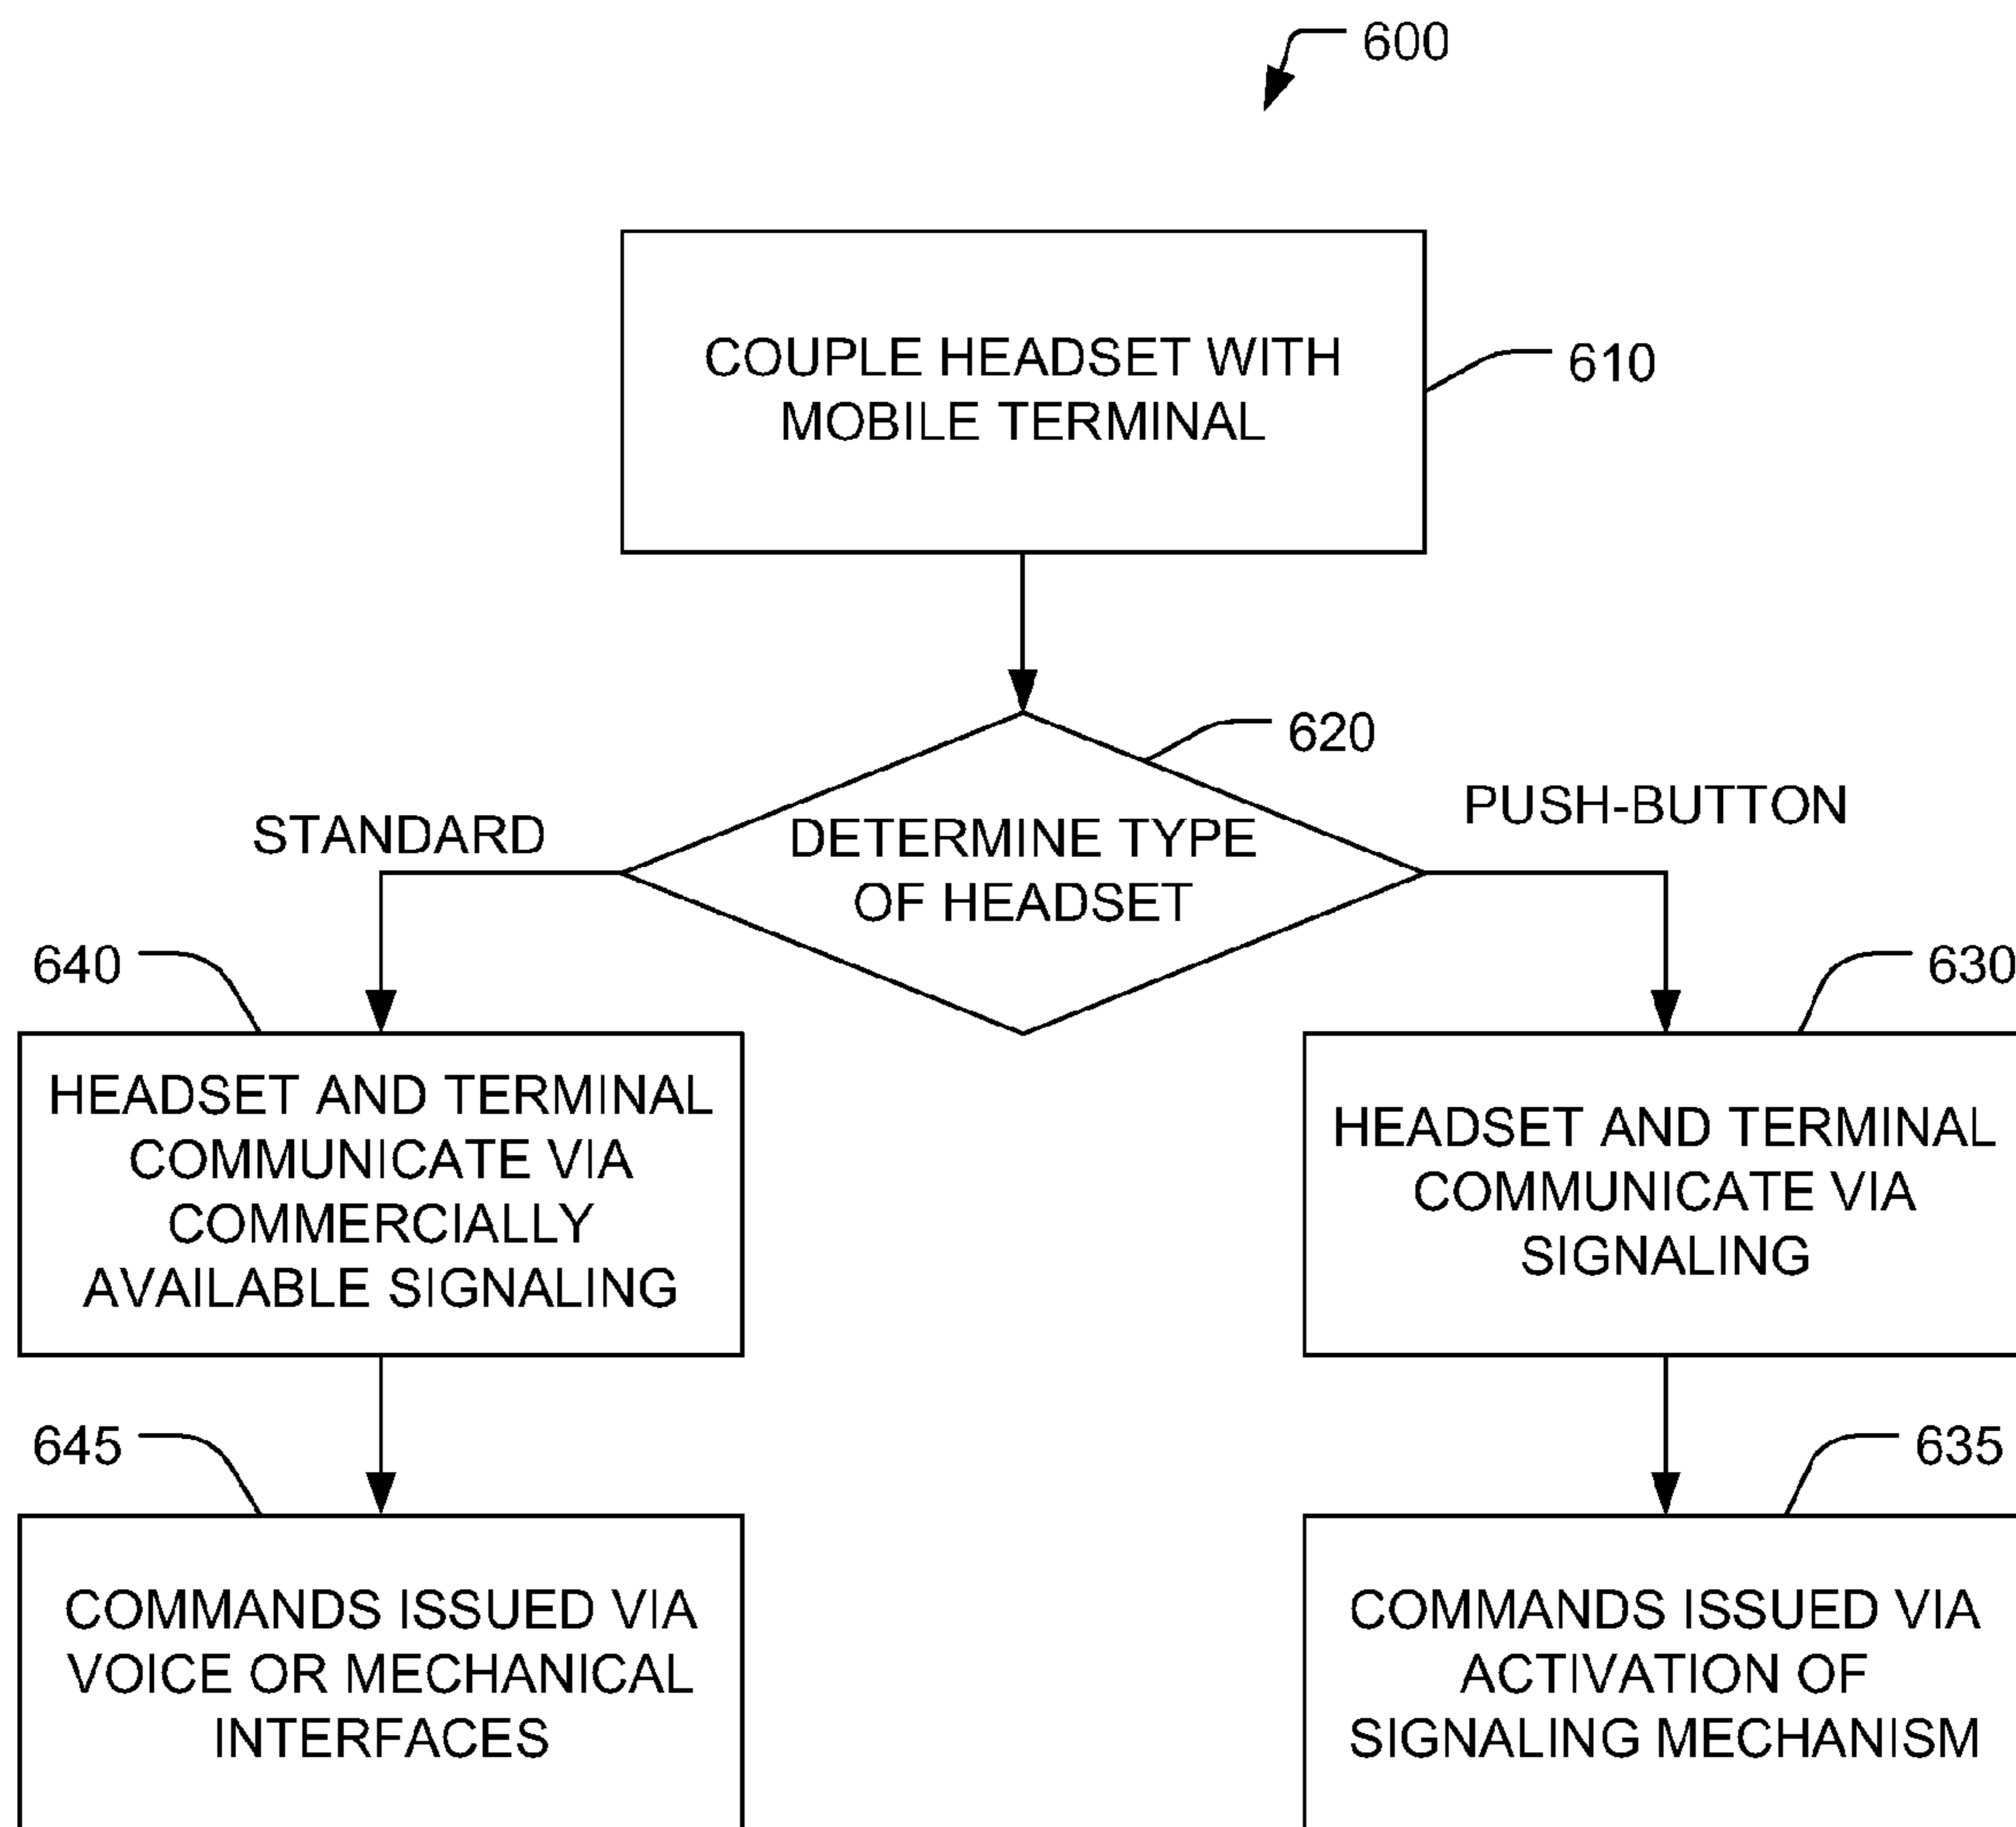 600
COUPLE HEADSET WITH
MOBILE TERMINAL
610
620
STANDARD
DETERMINE TYPE
OF HEADSET
PUSH-BUTTON
640
HEADSET AND TERMINAL
COMMUNICATE VIA
COMMERCIALLY
AVAILABLE SIGNALING
630
HEADSET AND TERMINAL
COMMUNICATE VIA
SIGNALING
645
COMMANDS ISSUED VIA
VOICE OR MECHANICAL
INTERFACES
635
COMMANDS ISSUED VIA
ACTIVATION OF
SIGNALING MECHANISM